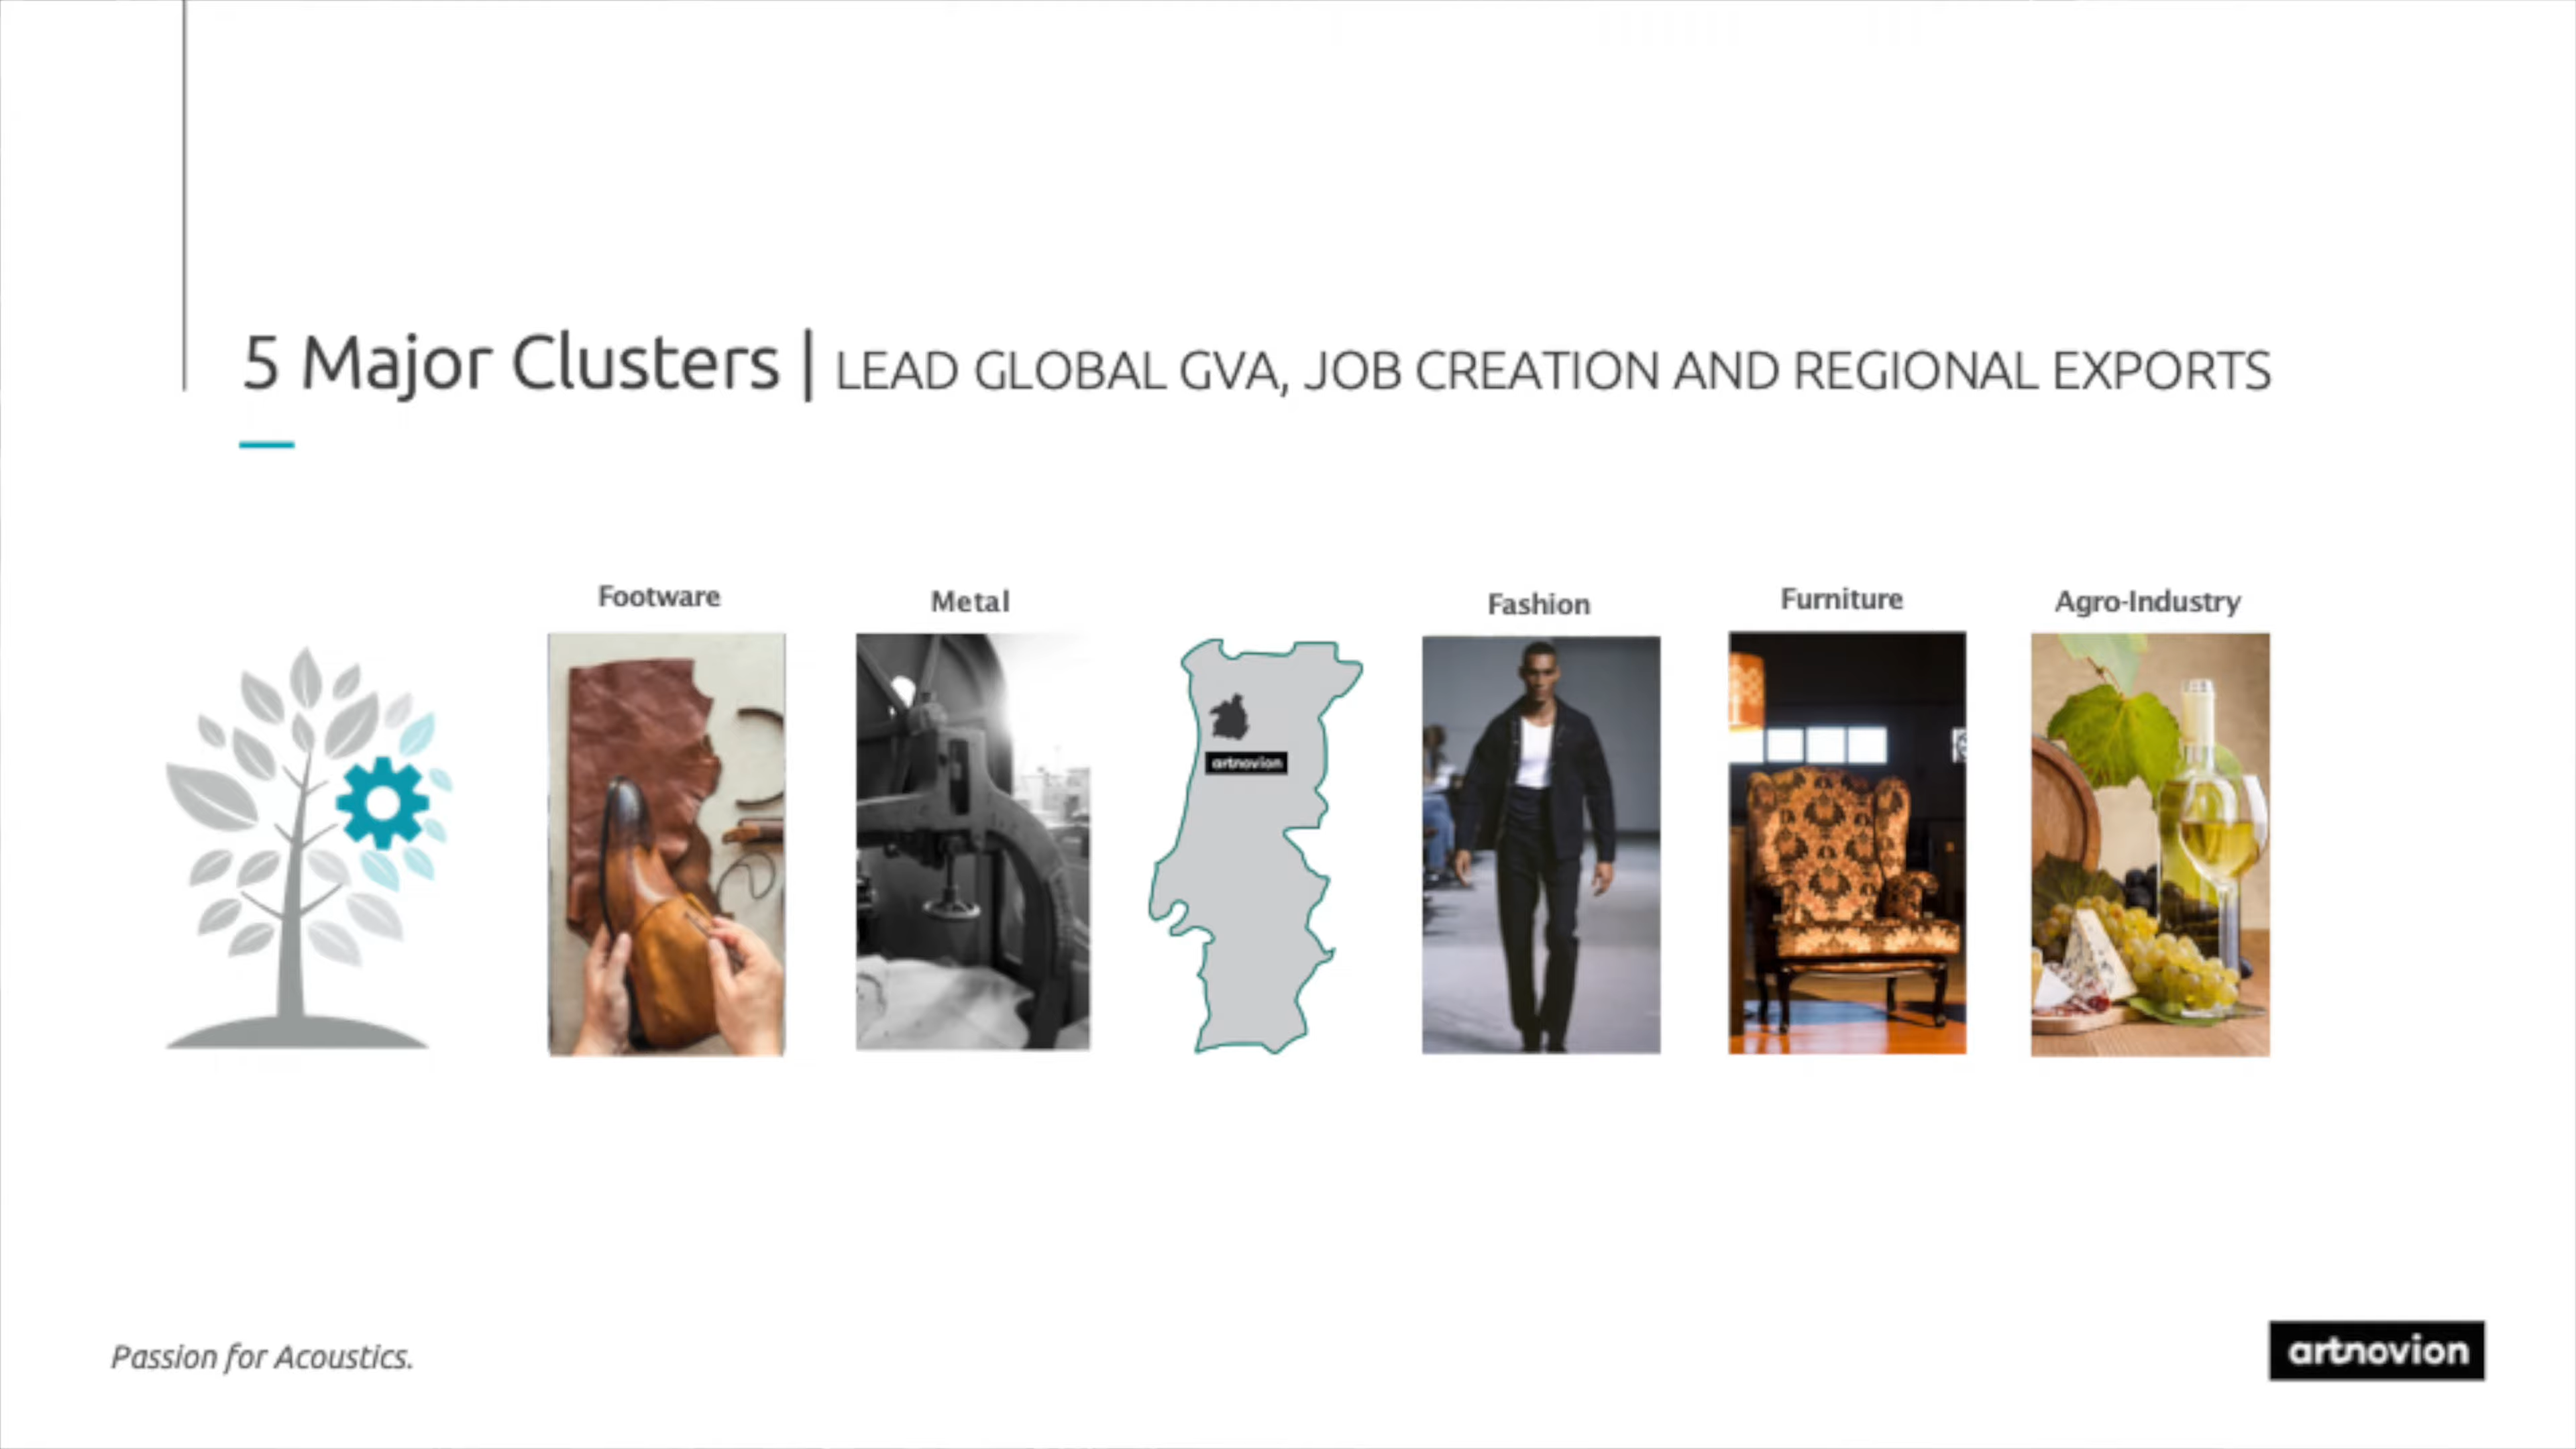 5 Major Clusters | LEAD GLOBAL GVA, JOB CREATION AND REGIONAL EXPORTS
Footware
Metal
Fashion
Furniture
Agro-Industry
artnovion
Passion for Acoustics.
artnovion